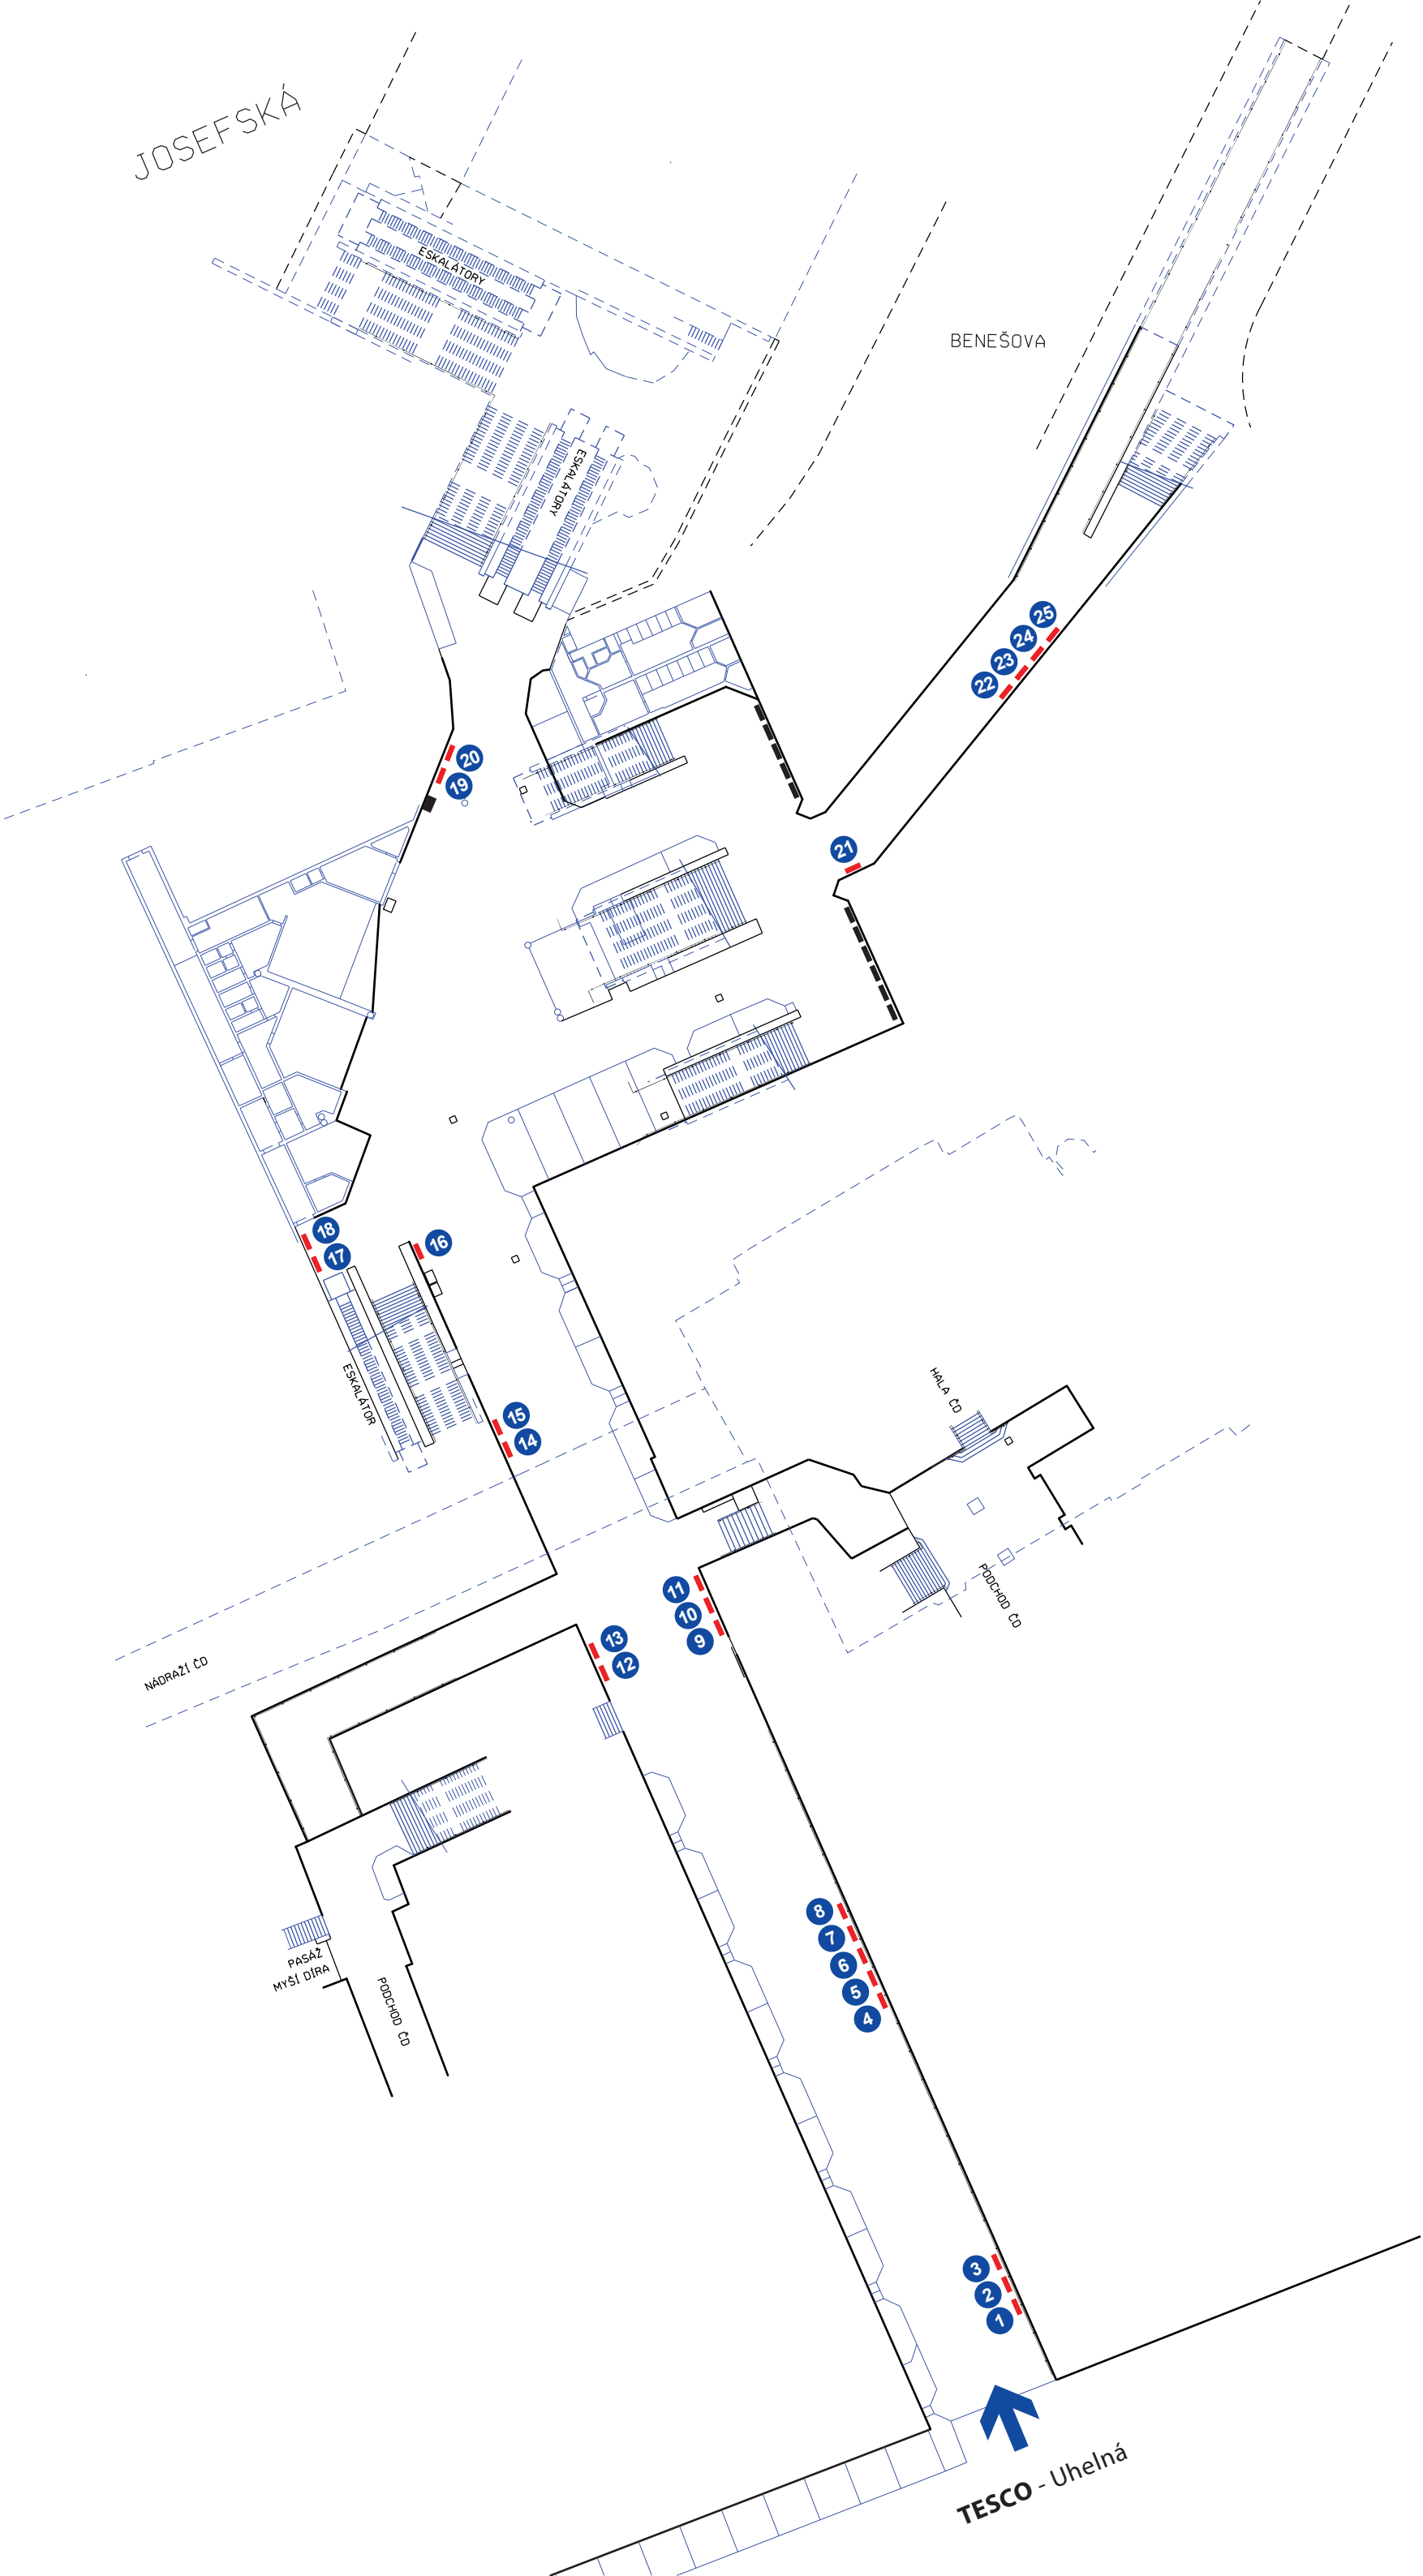 JOSEFSKÁ
ESKALÁTORY
BENEŠOVA
ESKALÁTORY
25
24
23
22
20
19
21
18
17
16
ESKALÁTOR
15
14
HALA ČD
PODCHOD ČD
11
10
9
13
12
NÁDRAŽÍ ČD
8
7
6
5
4
PASÁŽ
MYŠÍ DÍRA
PODCHOD ČD
3
2
1
TESCO - Uhelná